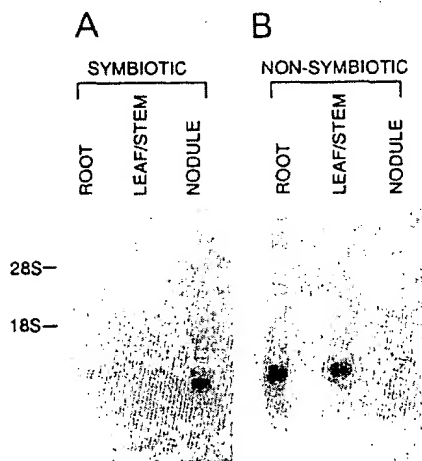 A B
SYMBIOTIC NON-SYMBIOTIC
ROOT LEAF/STEM NODULE ROOT LEAF/STEM NODULE
28S–
18S–